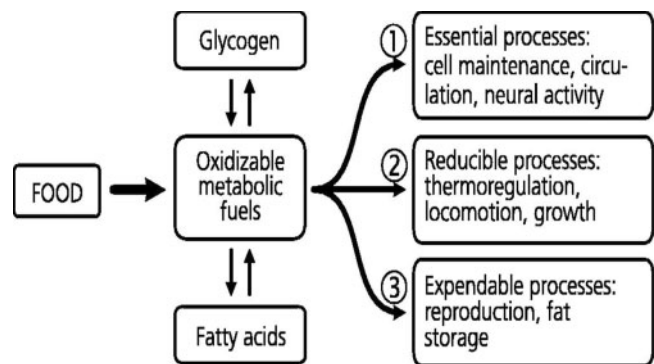 Glycogen
FOOD
Oxidizable
metabolic
fuels
Fatty acids
1
Essential processes:
cell maintenance, circu-
lation, neural activity
2
Reducible processes:
thermoregulation,
locomotion, growth
3
Expendable processes:
reproduction, fat
storage